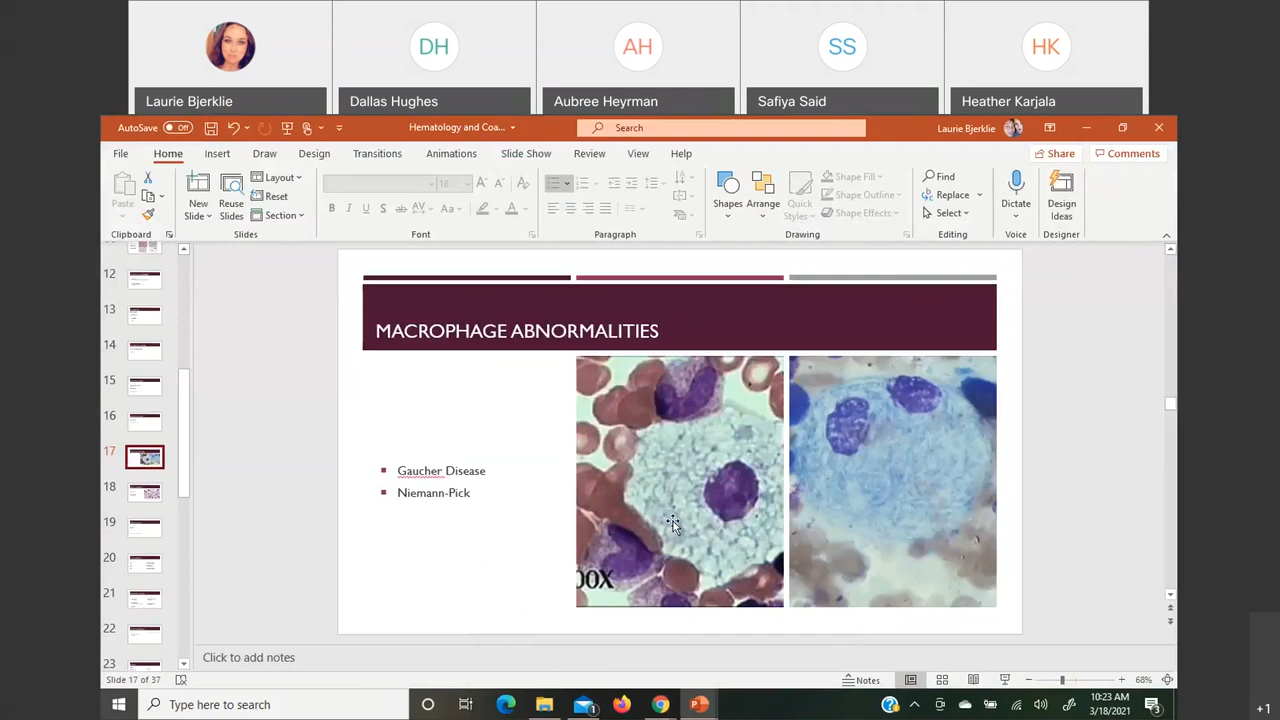 DH
AH
SS
HK
Laurie Bjerklie
Dallas Hughes
Aubree Heyrman
Safiya Said
Heather Karjala
AutoSave Off
Hematology and Coa...
Search
Laurie Bjerklie
File Home Insert Draw Design Transitions Animations Slide Show Review View Help
Share Comments
Paste
New Slides
Reuse Slides
Layout
Reset
Section
18
Shapes Arrange Quick Styles
Shape Fill
Shape Outline
Shape Effects
Find
Replace
Select
Dictate
Design Ideas
Clipboard Slides Font Paragraph Drawing Editing Voice Designer
12
13
14
15
16
17
18
19
20
21
22
23
MACROPHAGE ABNORMALITIES
Gaucher Disease
Niemann-Pick
00X
Click to add notes
Slide 17 of 37
Notes
68%
Type here to search
10:23 AM
3/18/2021
3
+1